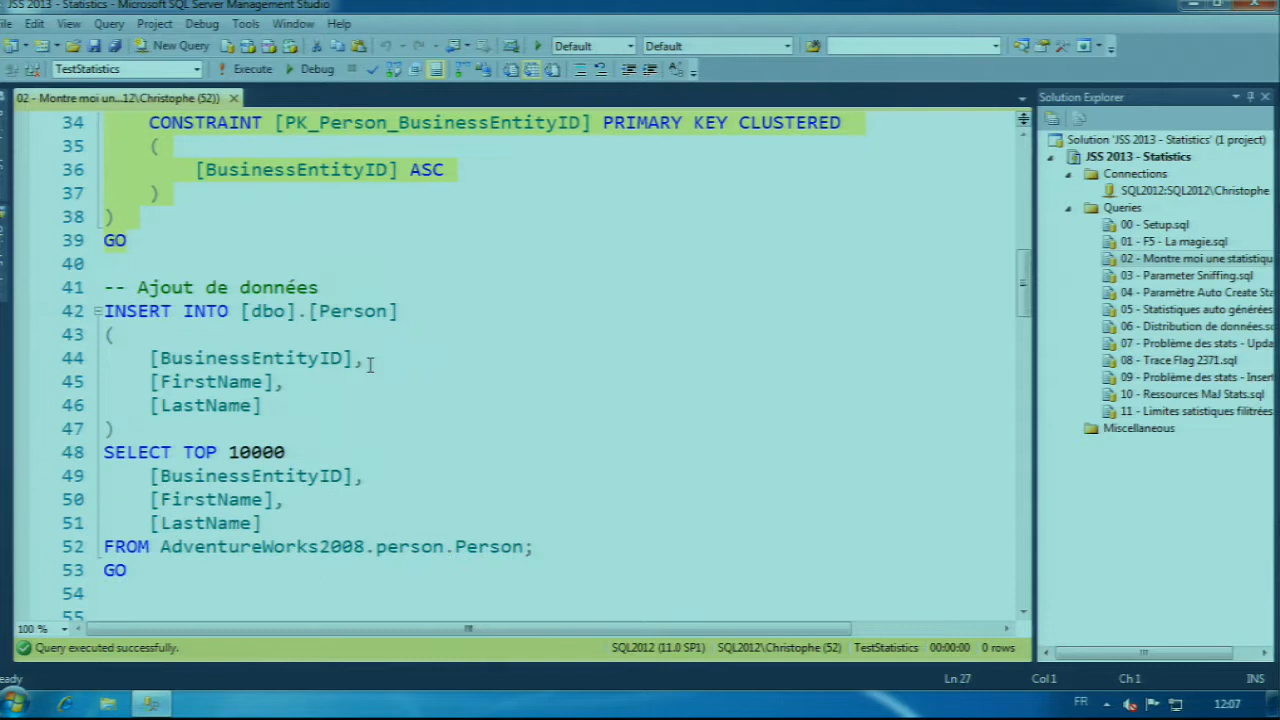 JSS 2013 - Statistics - Microsoft SQL Server Management Studio
Edit View Query Project Debug Tools Window Help
New Query Default Default
TestStatistics Execute Debug
02 - Montre moi un...12\Christophe (52))
34 CONSTRAINT [PK_Person_BusinessEntityID] PRIMARY KEY CLUSTERED
35 (
36 [BusinessEntityID] ASC
37 )
38 )
39 GO
40
41 -- Ajout de données
42 INSERT INTO [dbo].[Person]
43 (
44 [BusinessEntityID],
45 [FirstName],
46 [LastName]
47 )
48 SELECT TOP 10000
49 [BusinessEntityID],
50 [FirstName],
51 [LastName]
52 FROM AdventureWorks2008.person.Person;
53 GO
54
55
100 %
Query executed successfully. SQL2012 (11.0 SP1) SQL2012\Christophe (52) TestStatistics 00:00:00 0 rows
Solution Explorer
Solution 'JSS 2013 - Statistics' (1 project)
JSS 2013 - Statistics
Connections
SQL2012:SQL2012\Christophe
Queries
00 - Setup.sql
01 - F5 - La magie.sql
02 - Montre moi une statistiqu
03 - Parameter Sniffing.sql
04 - Paramètre Auto Create Sta
05 - Statistiques auto générées
06 - Distribution de données.s
07 - Problème des stats - Upda
08 - Trace Flag 2371.sql
09 - Problème des stats - Inser
10 - Ressources MaJ Stats.sql
11 - Limites satistiques filtrées
Miscellaneous
eady Ln 27 Col 1 Ch 1 INS
FR 12:07